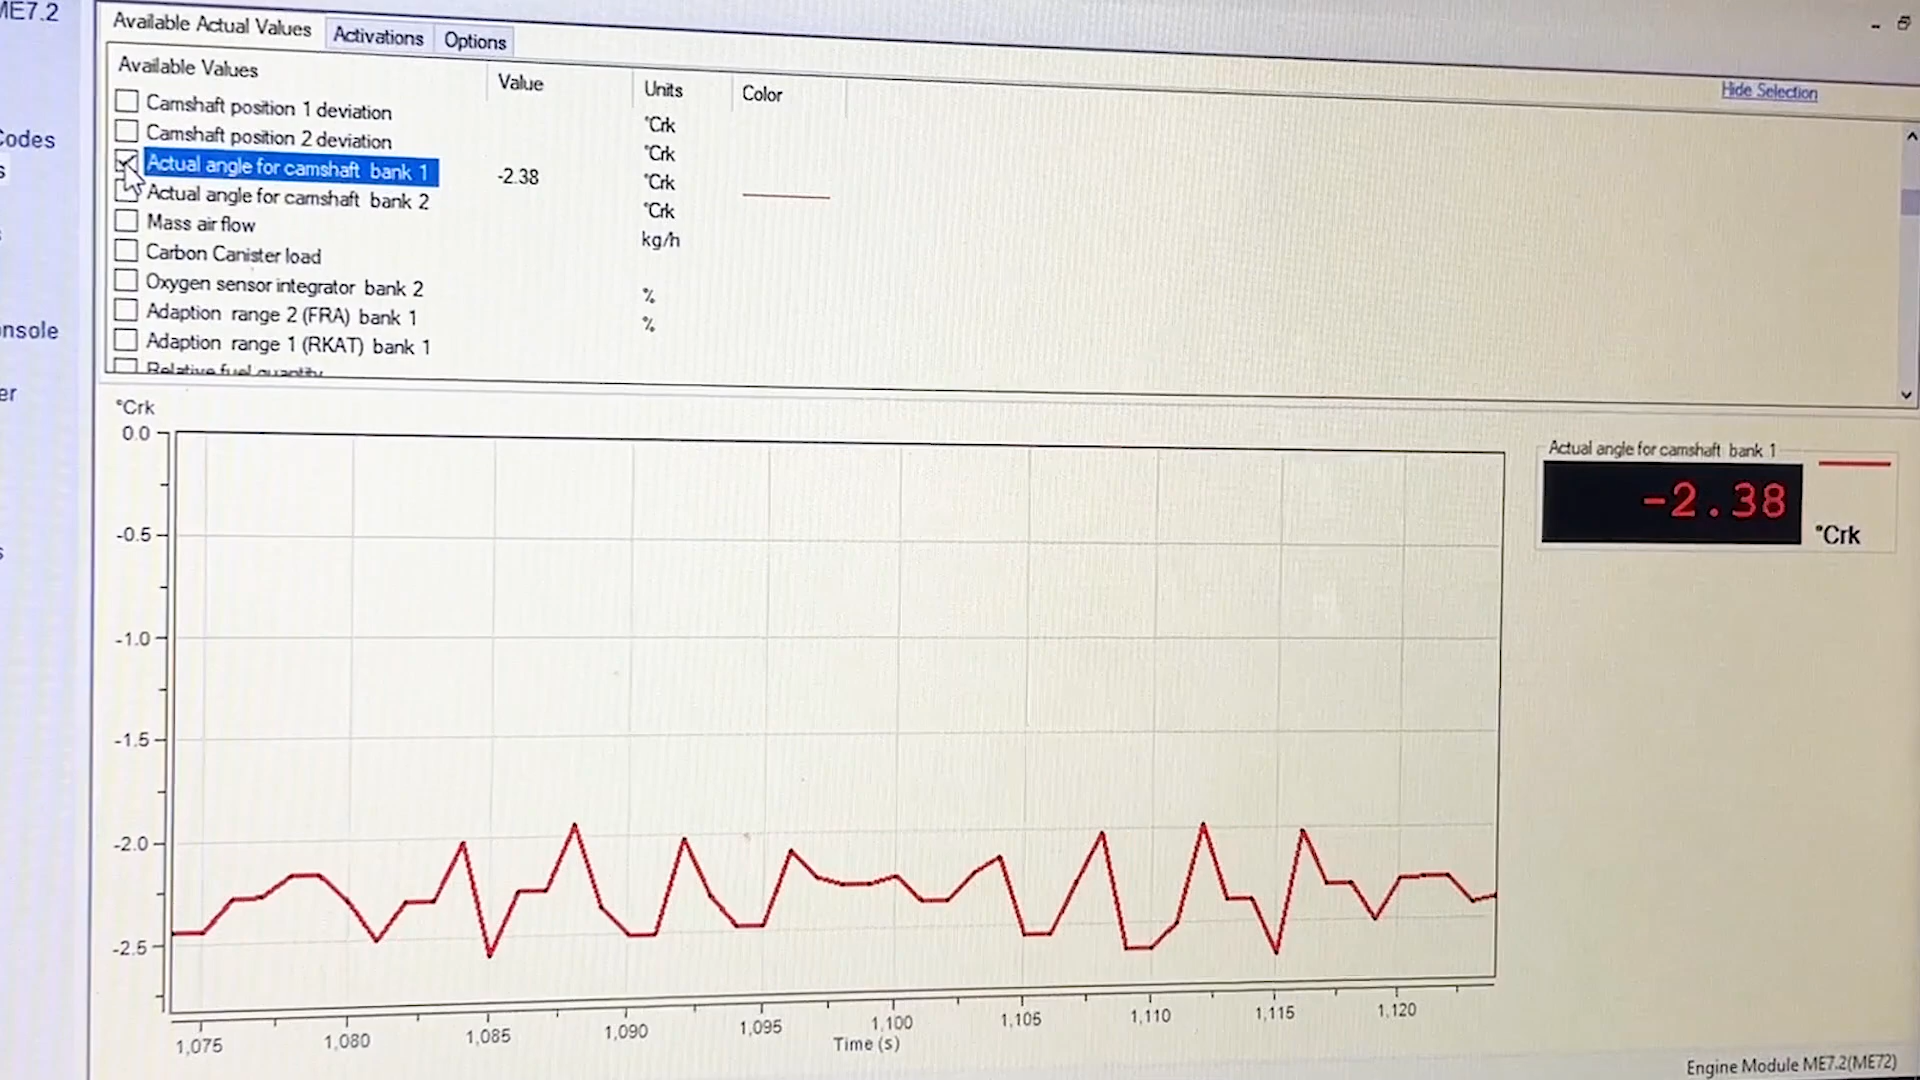 ME7.2
Available Actual Values Activations Options
Available Values Value Units Color
Hide Selection
Camshaft position 1 deviation °Crk
Camshaft position 2 deviation °Crk
Actual angle for camshaft bank 1 -2.38 °Crk
Actual angle for camshaft bank 2 °Crk
Mass air flow kg/h
Carbon Canister load
Oxygen sensor integrator bank 2 %
Adaption range 2 (FRA) bank 1 %
Adaption range 1 (RKAT) bank 1
Relative fuel quantity
Codes
s
onsole
er
s
°Crk
0.0
-0.5
-1.0
-1.5
-2.0
-2.5
1,075 1,080 1,085 1,090 1,095 1,100 1,105 1,110 1,115 1,120
Time (s)
Actual angle for camshaft bank 1
-2.38
°Crk
Engine Module ME7.2(ME72)